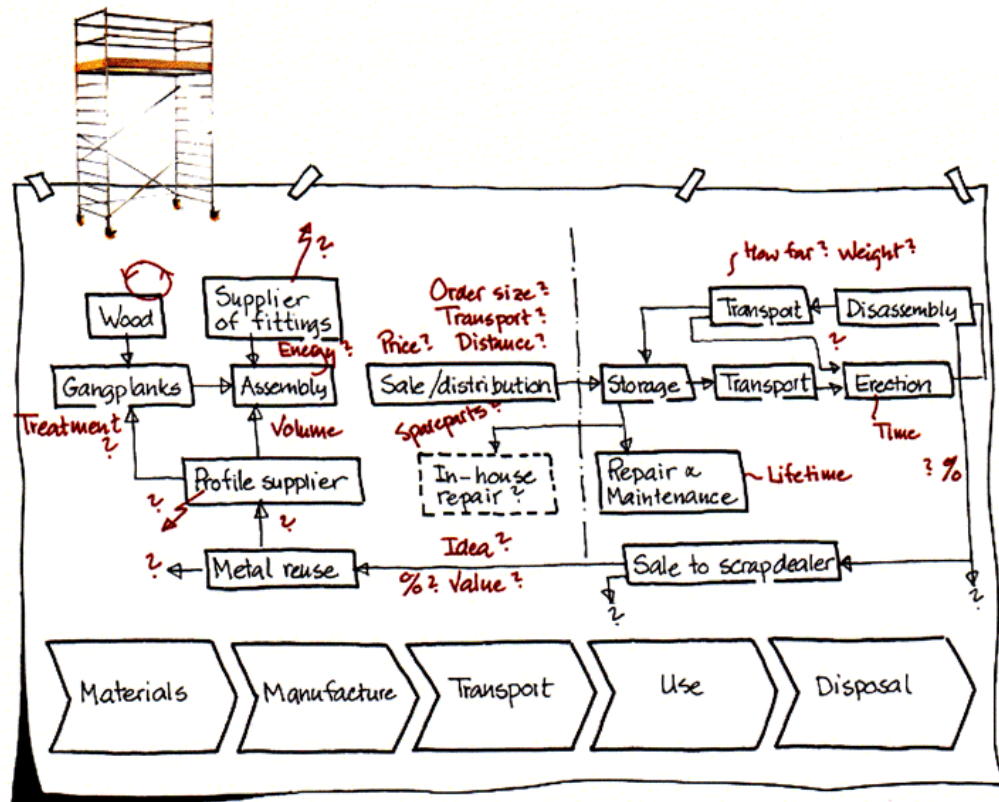 ?
How far? Weight?
Wood
Supplier
of fittings
Order size?
Transport?
Price? Distance?
Energy?
Transport
Disassembly
?
Gangplanks
Assembly
Sale/distribution
Storage
Transport
Erection
Treatment
?
Volume
Spareparts?
Time
Profile supplier
In-house
repair?
Repair &
Maintenance
Lifetime
? %
?
?
Idea?
? Metal reuse
% ? Value?
Sale to scrapdealer
?
?
Materials
Manufacture
Transport
Use
Disposal